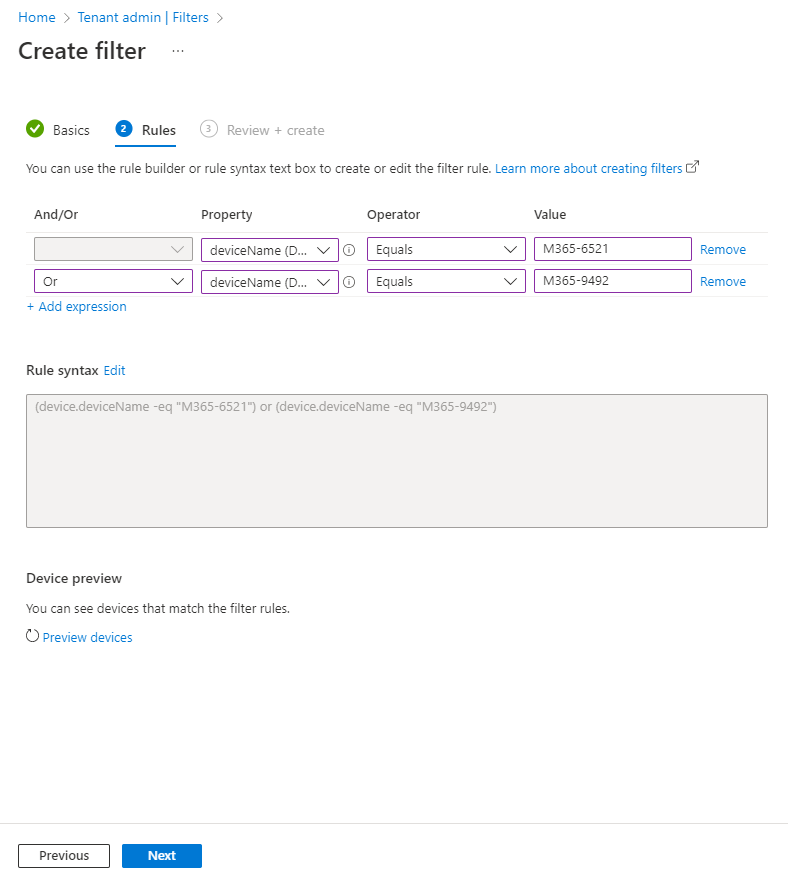 Home > Tenant admin | Filters >
Create filter ...
Basics 2 Rules 3 Review + create
You can use the rule builder or rule syntax text box to create or edit the filter rule. Learn more about creating filters
And/Or Property Operator Value
deviceName (D... Equals M365-6521 Remove
Or deviceName (D... Equals M365-9492 Remove
+ Add expression
Rule syntax Edit
(device.deviceName -eq "M365-6521") or (device.deviceName -eq "M365-9492")
Device preview
You can see devices that match the filter rules.
Preview devices
Previous Next